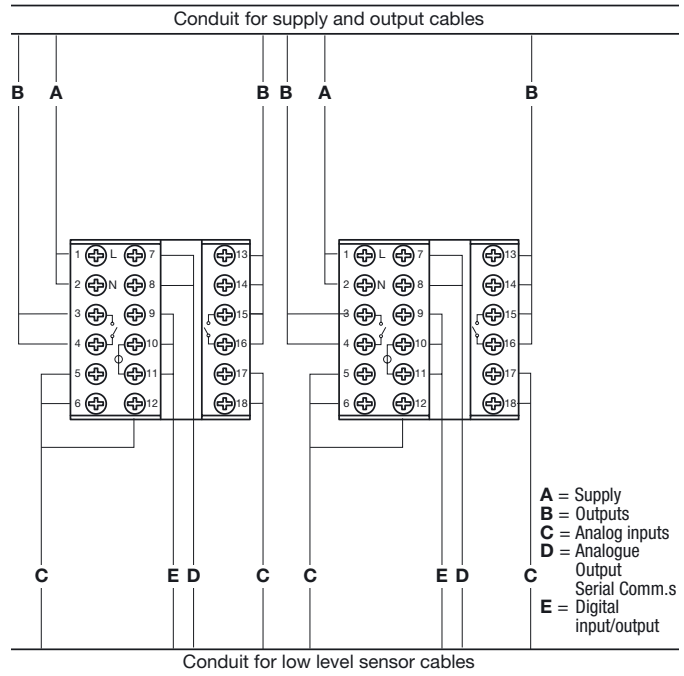 Conduit for supply and output cables
B A B B A B
1 L 7 13 1 L 7 13
2 N 8 14 2 N 8 14
3 9 15 3 9 15
4 10 16 4 10 16
5 11 17 5 11 17
6 12 18 6 12 18
A = Supply
B = Outputs
C = Analog inputs
D = Analogue
Output
Serial Comm.s
E = Digital
input/output
C E D C C E D C
Conduit for low level sensor cables